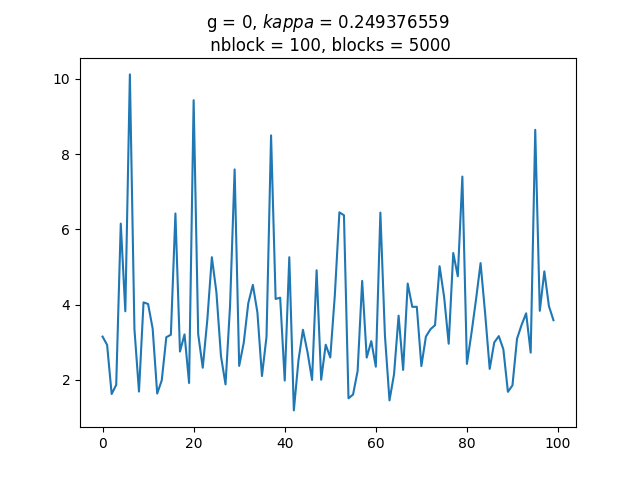 g = 0, kappa = 0.249376559
nblock = 100, blocks = 5000
10
8
6
4
2
0 20 40 60 80 100